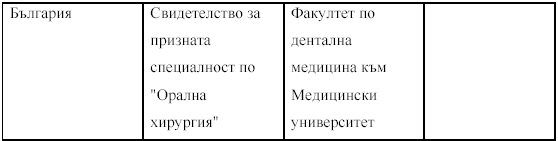 България
Свидетелство за
призната
специалност по
"Орална
хирургия"
Факултет по
дентална
медицина към
Медицински
университет